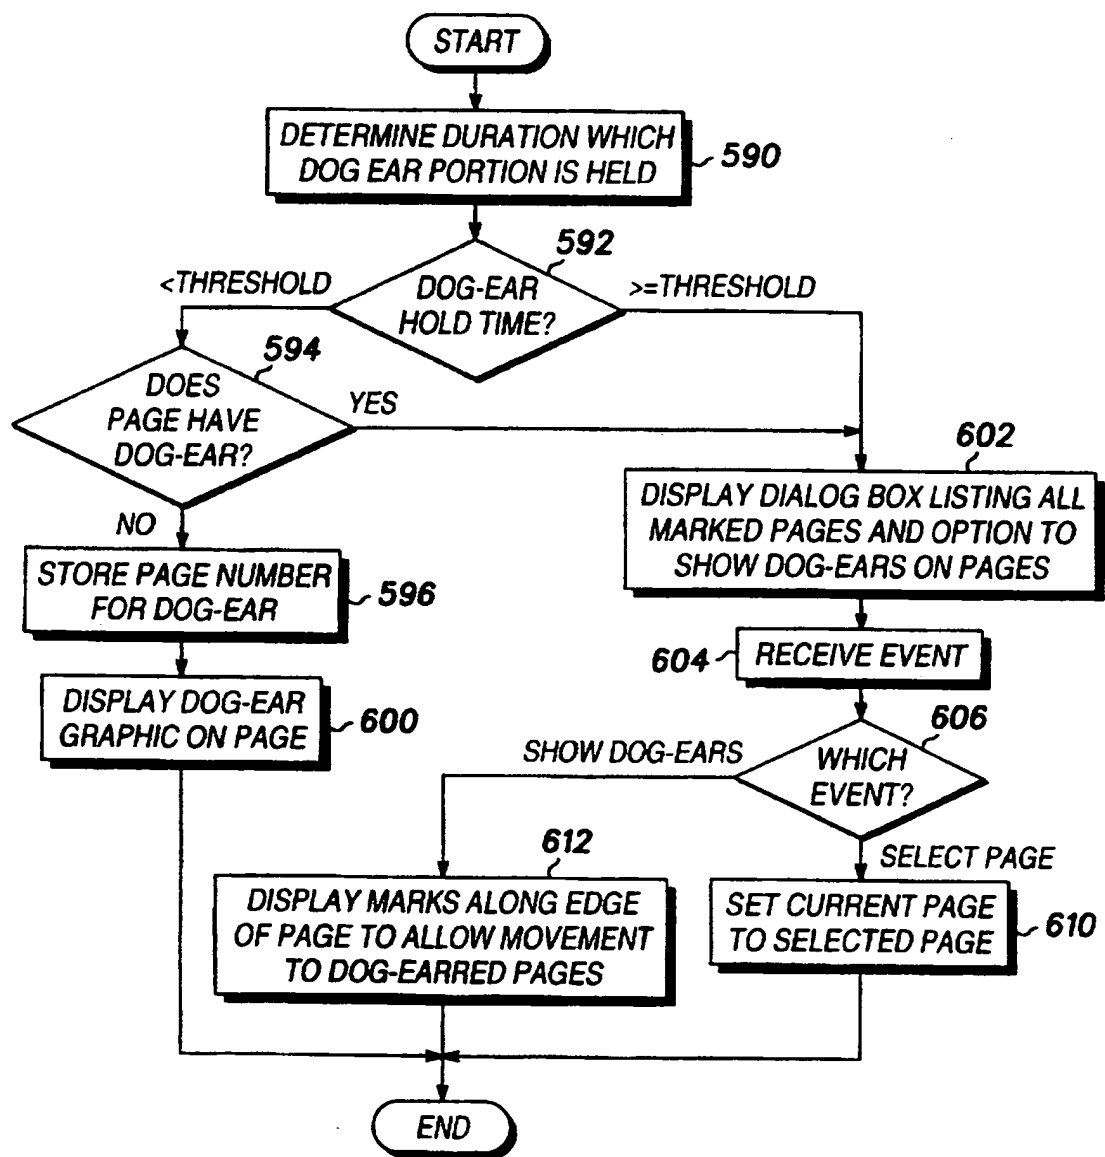 START
DETERMINE DURATION WHICH
DOG EAR PORTION IS HELD
590
592
<THRESHOLD
DOG-EAR
HOLD TIME?
>=THRESHOLD
594
DOES
PAGE HAVE
DOG-EAR?
YES
NO
602
DISPLAY DIALOG BOX LISTING ALL
MARKED PAGES AND OPTION TO
SHOW DOG-EARS ON PAGES
STORE PAGE NUMBER
FOR DOG-EAR
596
604
RECEIVE EVENT
DISPLAY DOG-EAR
GRAPHIC ON PAGE
600
606
SHOW DOG-EARS
WHICH
EVENT?
SELECT PAGE
612
DISPLAY MARKS ALONG EDGE
OF PAGE TO ALLOW MOVEMENT
TO DOG-EARRED PAGES
SET CURRENT PAGE
TO SELECTED PAGE
610
END